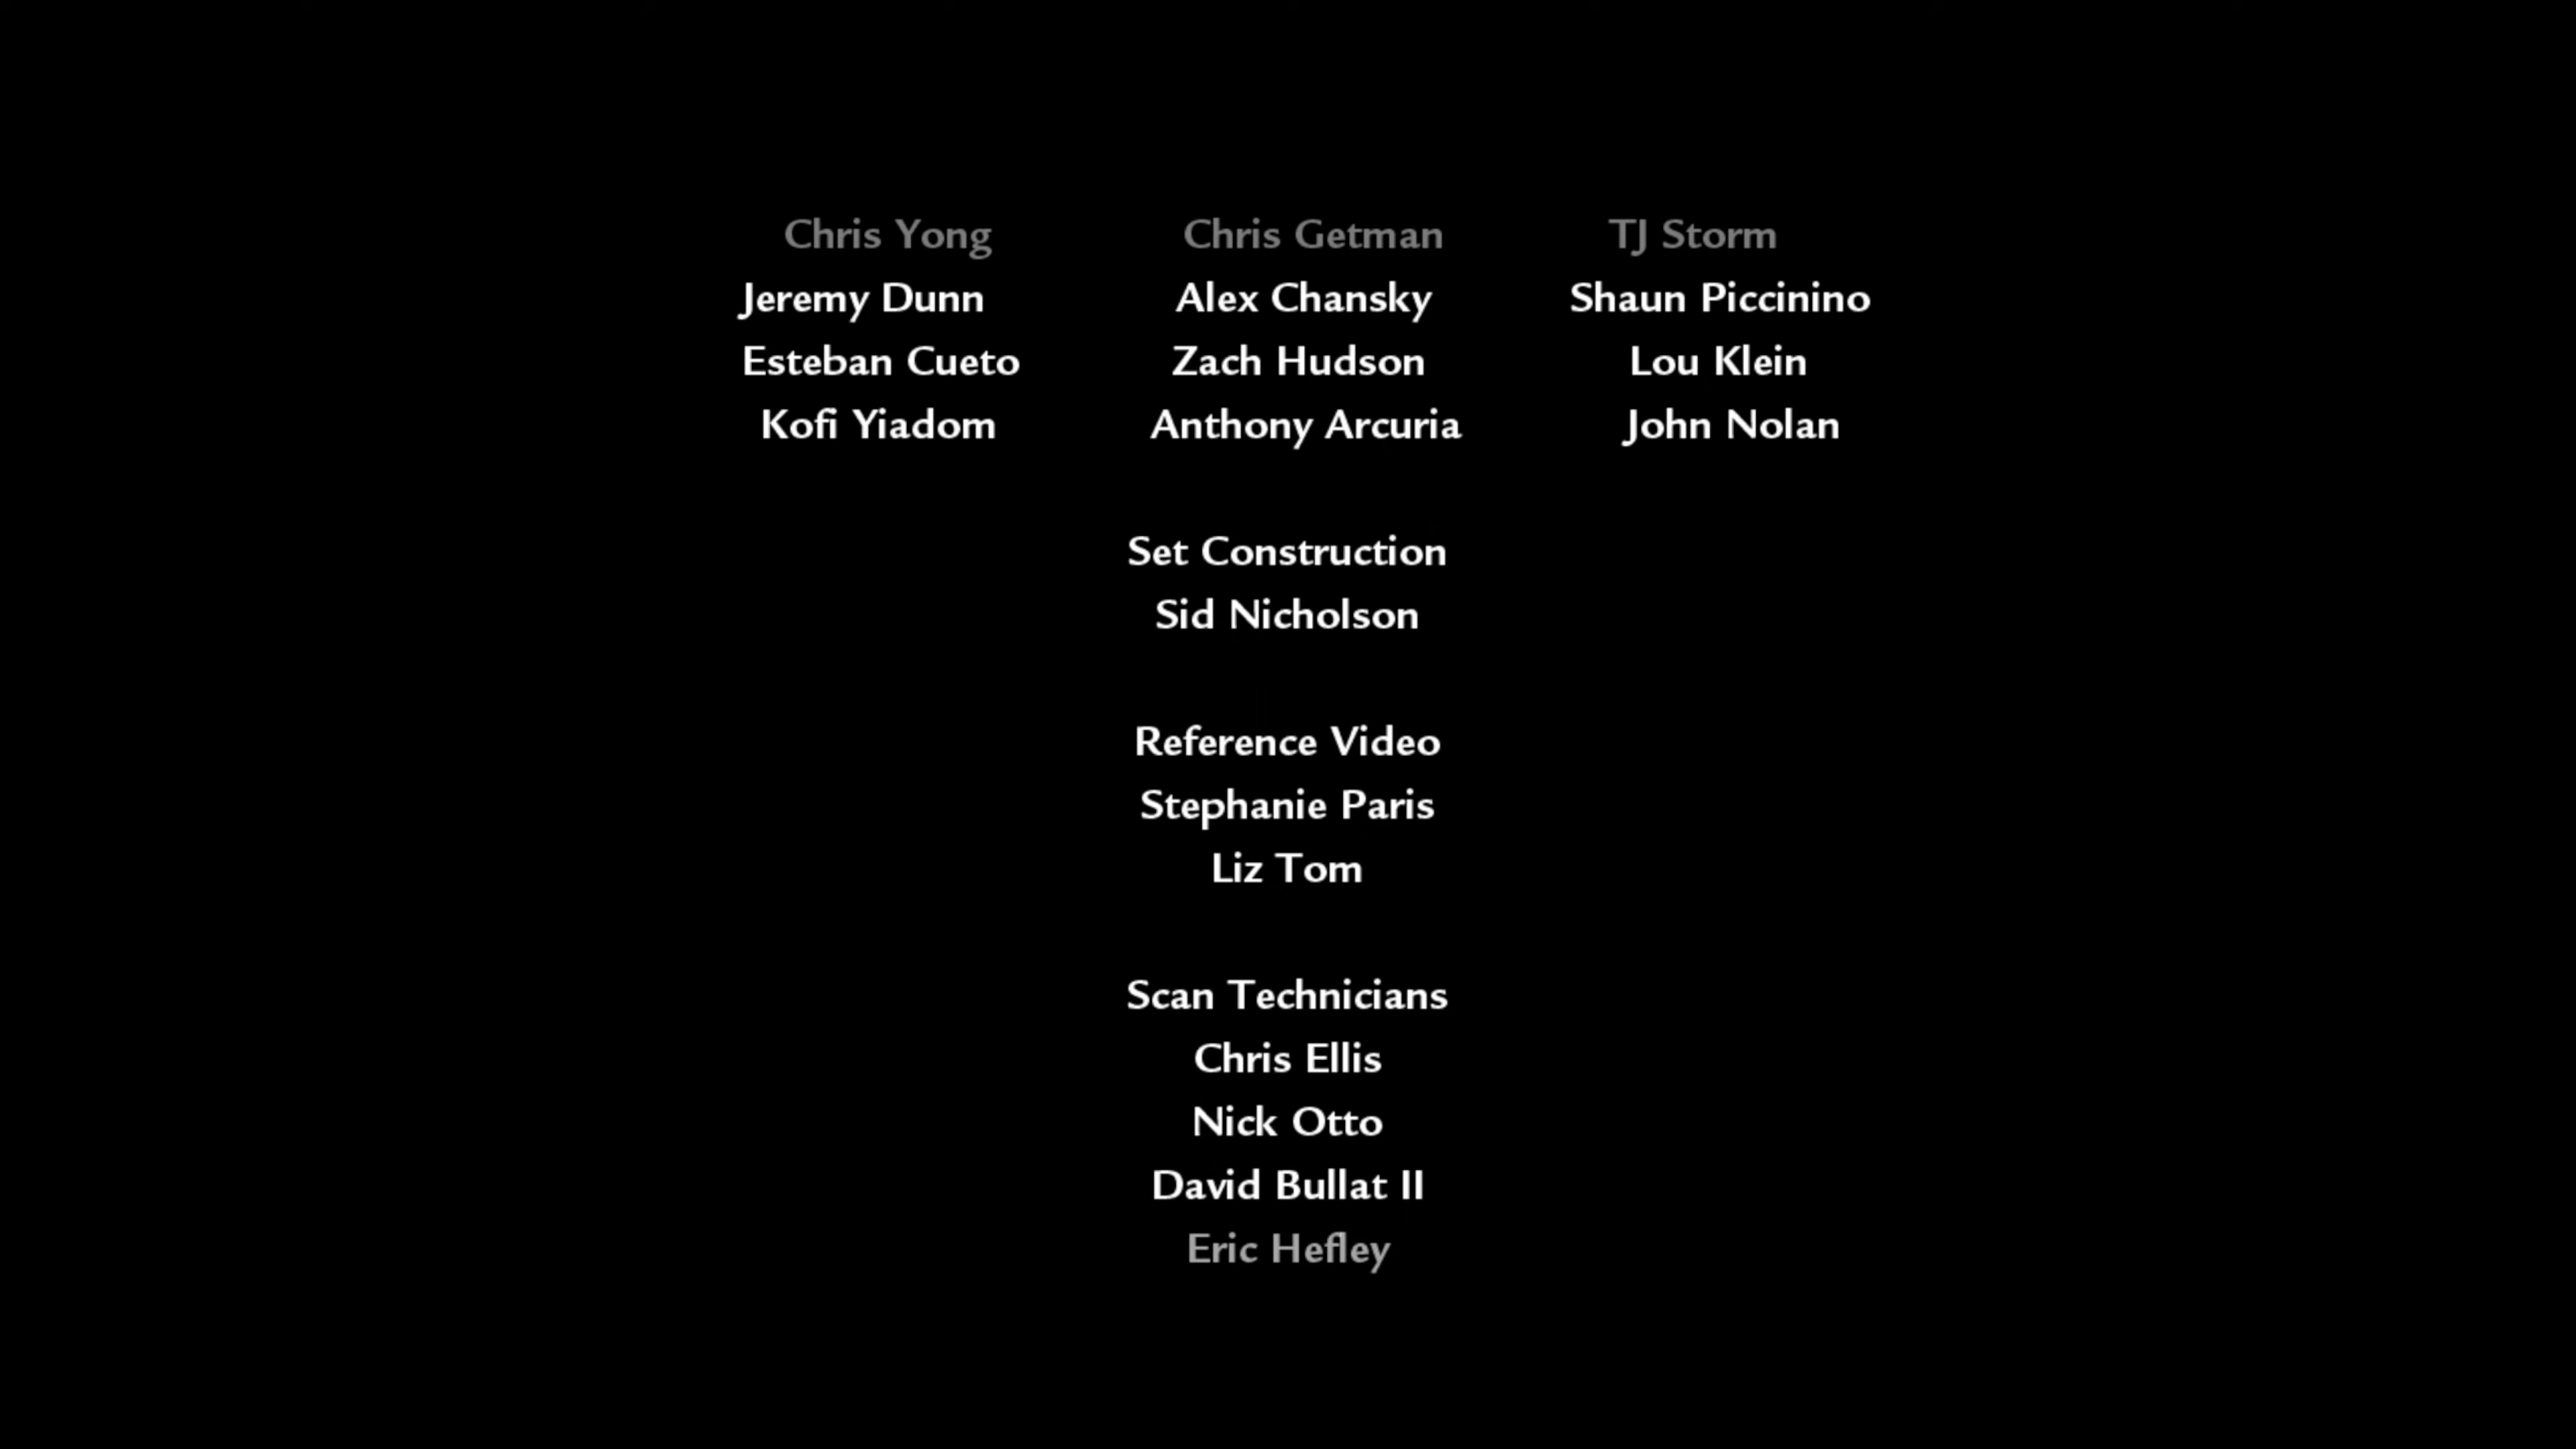 Chris Yong Chris Getman TJ Storm
Jeremy Dunn Alex Chansky Shaun Piccinino
Esteban Cueto Zach Hudson Lou Klein
Kofi Yiadom Anthony Arcuria John Nolan
Set Construction
Sid Nicholson
Reference Video
Stephanie Paris
Liz Tom
Scan Technicians
Chris Ellis
Nick Otto
David Bullat II
Eric Hefley